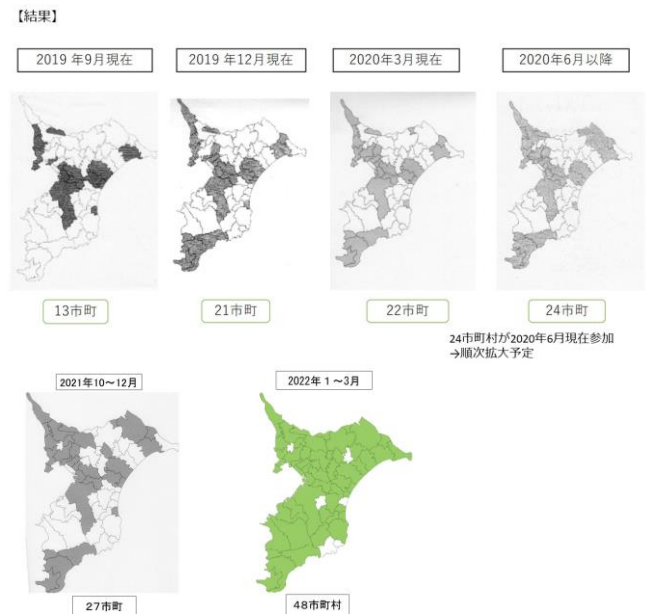 【結果】
2019 年9月現在
2019 年12月現在
2020年3月現在
2020年6月以降
13市町
21市町
22市町
24市町
24市町村が2020年6月現在参加
→順次拡大予定
2021年10～12月
2022年 1 ～3月
27市町
48市町村